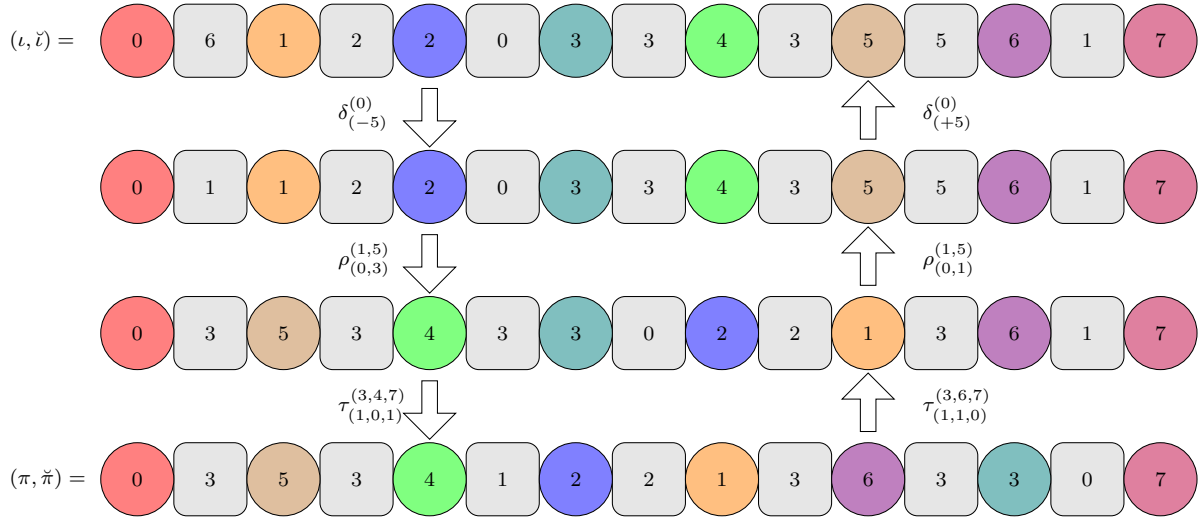 (ι, ῐ) = 0 6 1 2 2 0 3 3 4 3 5 5 6 1 7
δ^{(0)}_{(−5)} δ^{(0)}_{(+5)}
0 1 1 2 2 0 3 3 4 3 5 5 6 1 7
ρ^{(1,5)}_{(0,3)} ρ^{(1,5)}_{(0,1)}
0 3 5 3 4 3 3 0 2 2 1 3 6 1 7
τ^{(3,4,7)}_{(1,0,1)} τ^{(3,6,7)}_{(1,1,0)}
(π, π̆) = 0 3 5 3 4 1 2 2 1 3 6 3 3 0 7